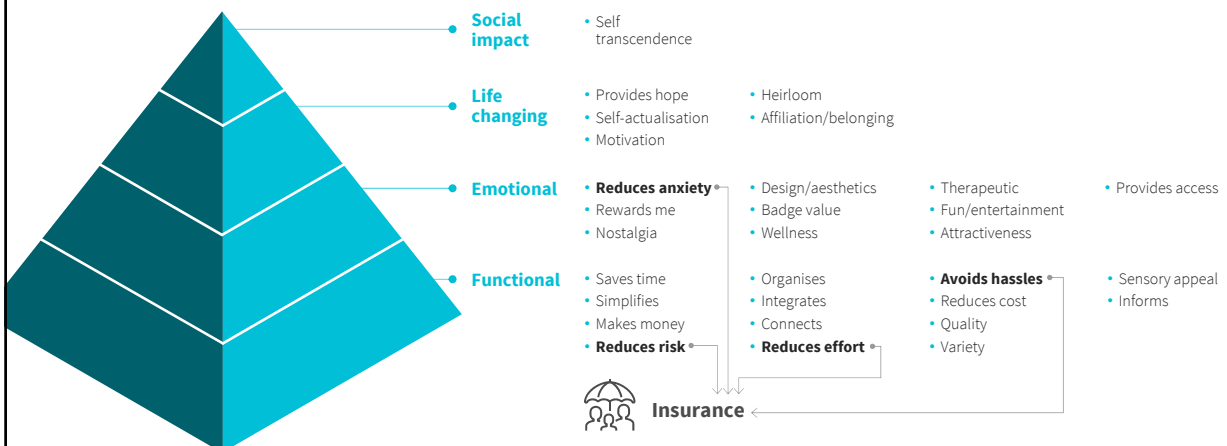 Social
impact
• Self
transcendence
Life
changing
• Provides hope
• Self-actualisation
• Motivation
• Heirloom
• Affiliation/belonging
Emotional
• Reduces anxiety
• Rewards me
• Nostalgia
• Design/aesthetics
• Badge value
• Wellness
• Therapeutic
• Fun/entertainment
• Attractiveness
• Provides access
Functional
• Saves time
• Simplifies
• Makes money
• Reduces risk
• Organises
• Integrates
• Connects
• Reduces effort
• Avoids hassles
• Reduces cost
• Quality
• Variety
• Sensory appeal
• Informs
Insurance